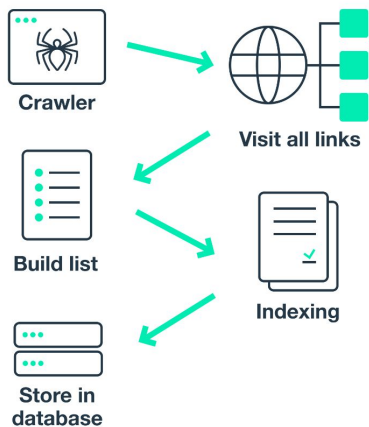 Crawler
Visit all links
Build list
Indexing
Store in
database